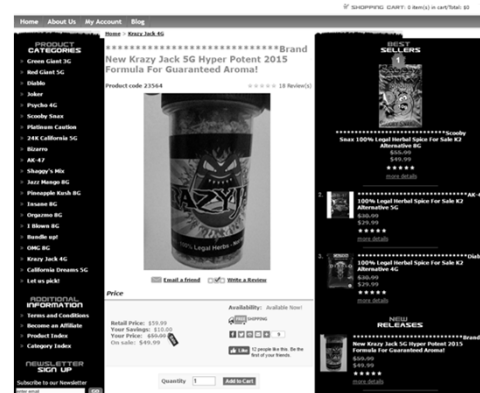 SHOPPING CART: 0 item(s) in cart/Total: $0
Home About Us My Account Blog
PRODUCT
CATEGORIES
Green Giant 3G
Red Giant 5G
Diablo
Joker
Psycho 4G
Scooby Snax
Platinum Caution
24K California 5G
Bizarro
AK-47
Shaggy's Mix
Jazz Mango 8G
Pineapple Kush 8G
Insane 8G
Orgazmo 8G
I Blown 8G
Bundle up!
OMG 8G
Krazy Jack 4G
California Dreams 5G
Let us pick!
ADDITIONAL
INFORMATION
Terms and Conditions
Become an Affiliate
Product Index
Category Index
NEWSLETTER
SIGN UP
Subscribe to our Newsletter
enter email
GO
Home > Krazy Jack 4G
****************************Brand
New Krazy Jack 5G Hyper Potent 2015
Formula For Guaranteed Aroma!
Product code 23564
18 Review(s)
100% Legal Herbs
Email a friend Write a Review
Price
Availability: Available Now!
FREE SHIPPING
Retail Price: $59.99
Your Savings: $10.00
Your Price: $59.99
On sale: $49.99
0
Like 12 people like this. Be the
first of your friends.
Quantity 1 Add to Cart
BEST
SELLERS
1
****************************Scooby
Snax 100% Legal Herbal Spice For Sale K2
Alternative 8G
$55.99
$49.99
more details
2.
****************************AK-4
100% Legal Herbal Spice For Sale K2
Alternative 5G
$30.99
$29.99
more details
3.
****************************Diab
100% Legal Herbal Spice For Sale K2
Alternative 4G
$30.99
$29.99
more details
NEW
RELEASES
****************************Brand
New Krazy Jack 5G Hyper Potent 2015
Formula For Guaranteed Aroma!
$59.99
$49.99
more details